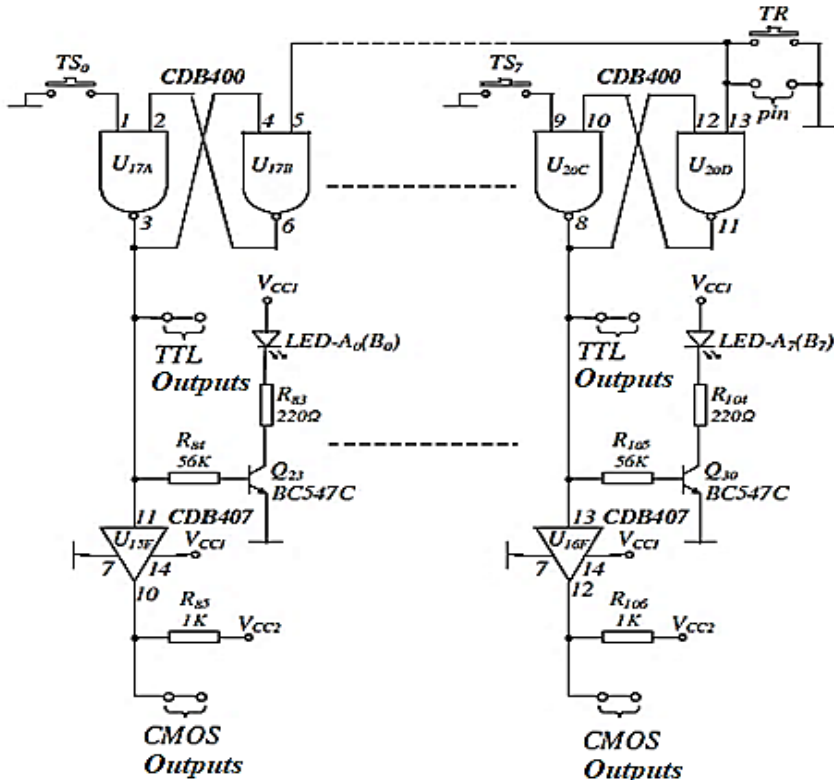 TR
TS0 CDB400 TS7 CDB400
pin
1 2 4 5 9 10 12 13
U17A U17B U20C U20D
3 6 8 11
VCC1 VCC1
LED-A0(B0) LED-A7(B7)
TTL Outputs TTL Outputs
R83 220Ω R104 220Ω
R84 56K R105 56K
Q23 BC547C Q30 BC547C
11 CDB407 13 CDB407
U15F VCC1 U16F VCC1
7 14 7 14
10 12
R85 1K VCC2 R106 1K VCC2
CMOS Outputs CMOS Outputs